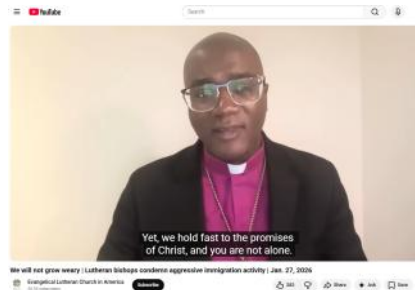 YouTube
Search
Yet, we hold fast to the promises
of Christ, and you are not alone.
We will not grow weary | Lutheran bishops condemn aggressive immigration activity | Jan. 27, 2026
Evangelical Lutheran Church in America
Subscribe
Share
Ask
Save